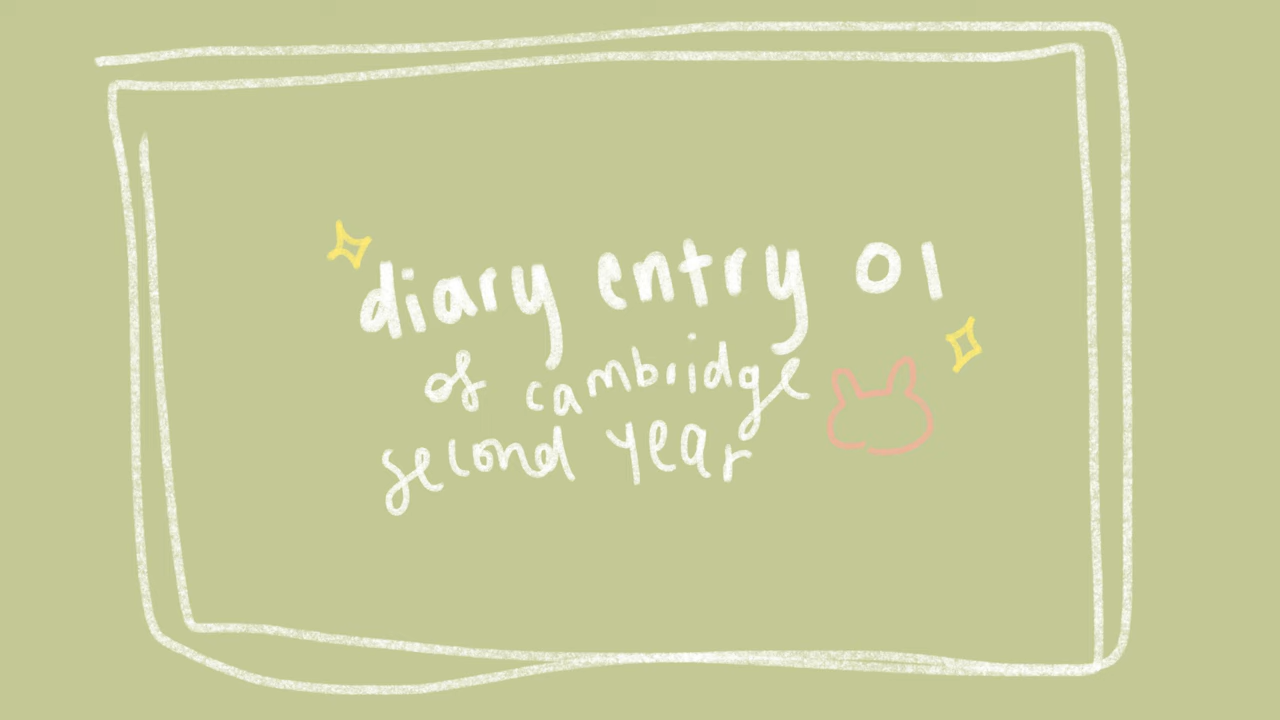 diary entry 01
of cambridge
second year